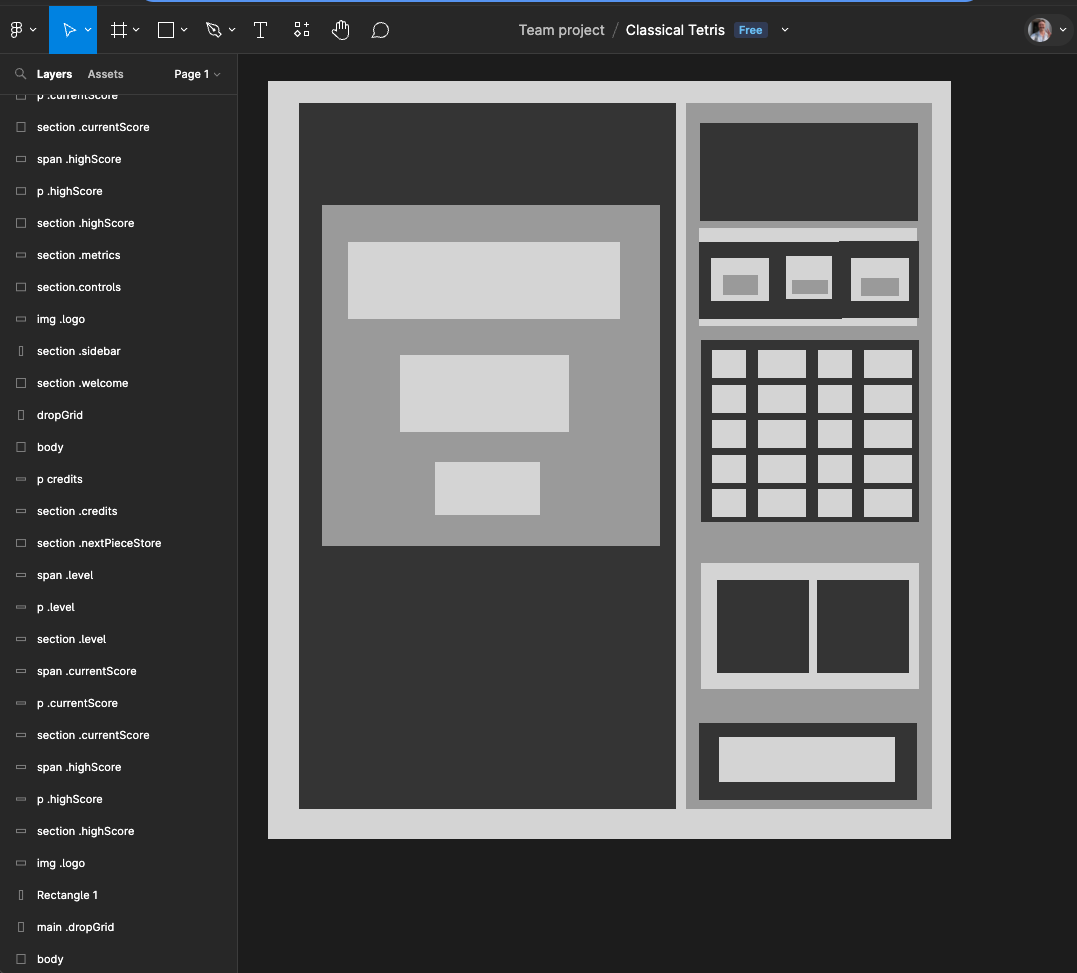 Team project / Classical Tetris Free
Layers Assets Page 1
p .currentScore
section .currentScore
span .highScore
p .highScore
section .highScore
section .metrics
section.controls
img .logo
section .sidebar
section .welcome
dropGrid
body
p credits
section .credits
section .nextPieceStore
span .level
p .level
section .level
span .currentScore
p .currentScore
section .currentScore
span .highScore
p .highScore
section .highScore
img .logo
Rectangle 1
main .dropGrid
body